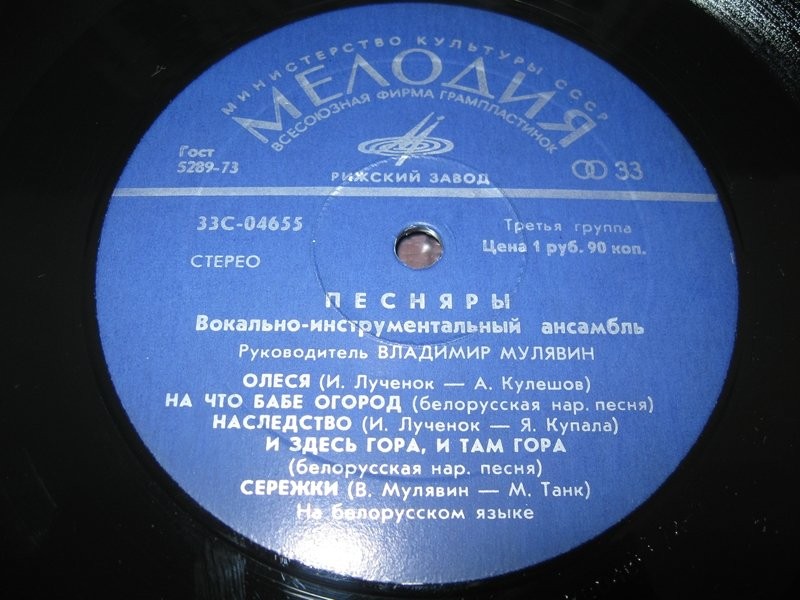 МИНИСТЕРСТВО КУЛЬТУРЫ СССР
МЕЛОДИЯ
ВСЕСОЮЗНАЯ ФИРМА ГРАМПЛАСТИНОК
Гост
5289-73
33
РИЖСКИЙ ЗАВОД
33С-04655
СТЕРЕО
Третья группа
Цена 1 руб. 90 коп.
ПЕСНЯРЫ
Вокально-инструментальный ансамбль
Руководитель ВЛАДИМИР МУЛЯВИН
ОЛЕСЯ (И. Лученок — А. Кулешов)
НА ЧТО БАБЕ ОГОРОД (белорусская нар. песня)
НАСЛЕДСТВО (И. Лученок — Я. Купала)
И ЗДЕСЬ ГОРА, И ТАМ ГОРА
(белорусская нар. песня)
СЕРЕЖКИ (В. Мулявин — М. Танк)
На белорусском языке